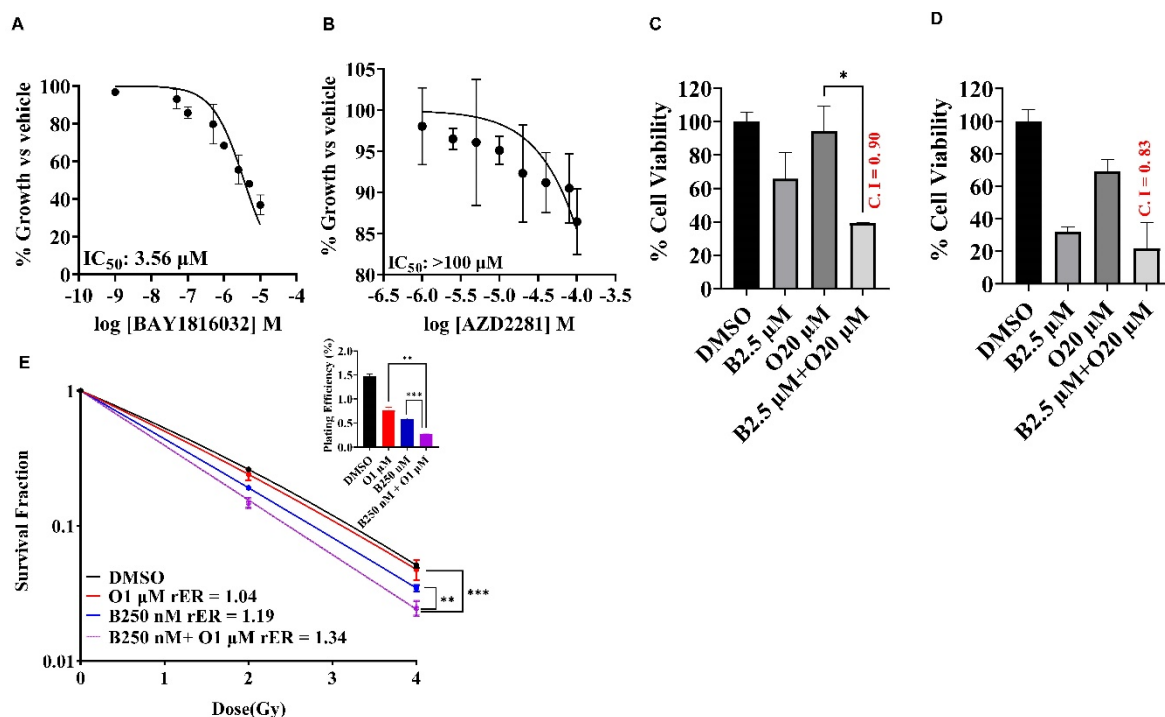 A
% Growth vs vehicle
100
80
60
40
20
0
IC50: 3.56 µM
-10 -9 -8 -7 -6 -5 -4
log [BAY1816032] M
B
% Growth vs vehicle
105
100
95
90
85
80
IC50: >100 µM
-6.5 -6.0 -5.5 -5.0 -4.5 -4.0 -3.5
log [AZD2281] M
C
% Cell Viability
120
100
80
60
40
20
0
*
C. I = 0. 90
DMSO
B2.5 µM
O20 µM
B2.5 µM+O20 µM
D
% Cell Viability
120
100
80
60
40
20
0
C. I = 0. 83
DMSO
B2.5 µM
O20 µM
B2.5 µM+O20 µM
E
Survival Fraction
1
0.1
0.01
0 1 2 3 4
Dose(Gy)
DMSO
O1 µM rER = 1.04
B250 nM rER = 1.19
B250 nM+ O1 µM rER = 1.34
**
***
Plating Efficiency (%)
2.0
1.5
1.0
0.5
0.0
**
***
DMSO
O1 µM
B250 nM
B250 nM + O1 µM